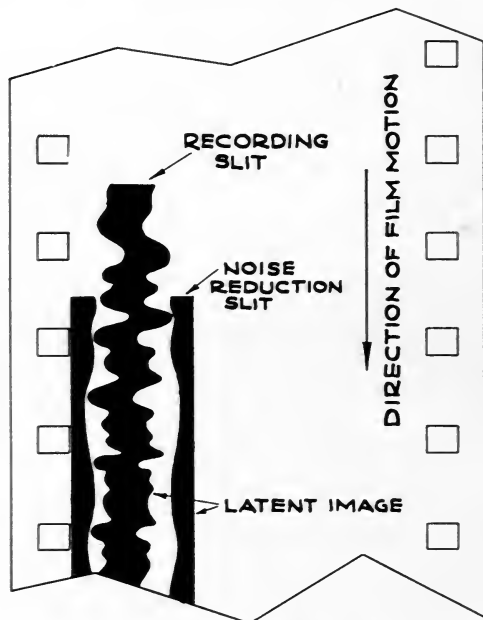 RECORDING
SLIT
NOISE
REDUCTION
SLIT
DIRECTION OF FILM MOTION
LATENT IMAGE